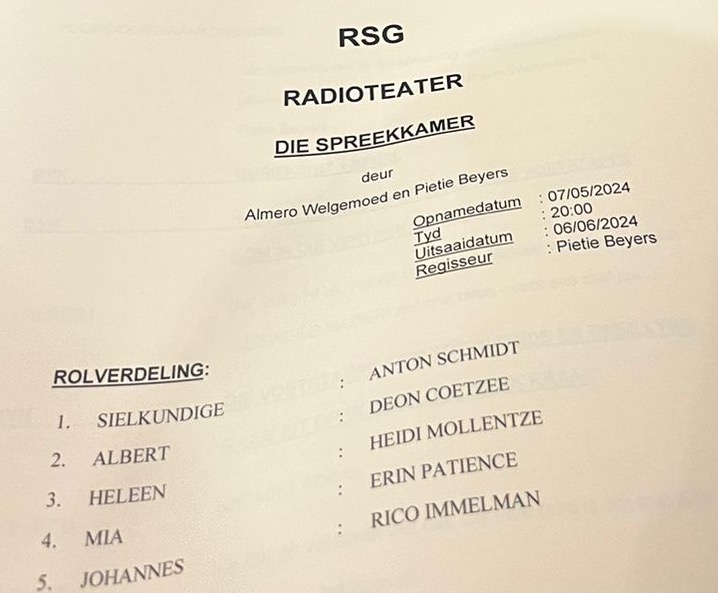 RSG
RADIOTEATER
DIE SPREEKKAMER
deur
Almero Welgemoed en Pietie Beyers
Opnamedatum : 07/05/2024
Tyd : 20:00
Uitsaaidatum : 06/06/2024
Regisseur : Pietie Beyers
ROLVERDELING:
1. SIELKUNDIGE : ANTON SCHMIDT
2. ALBERT : DEON COETZEE
3. HELEEN : HEIDI MOLLENTZE
4. MIA : ERIN PATIENCE
5. JOHANNES : RICO IMMELMAN